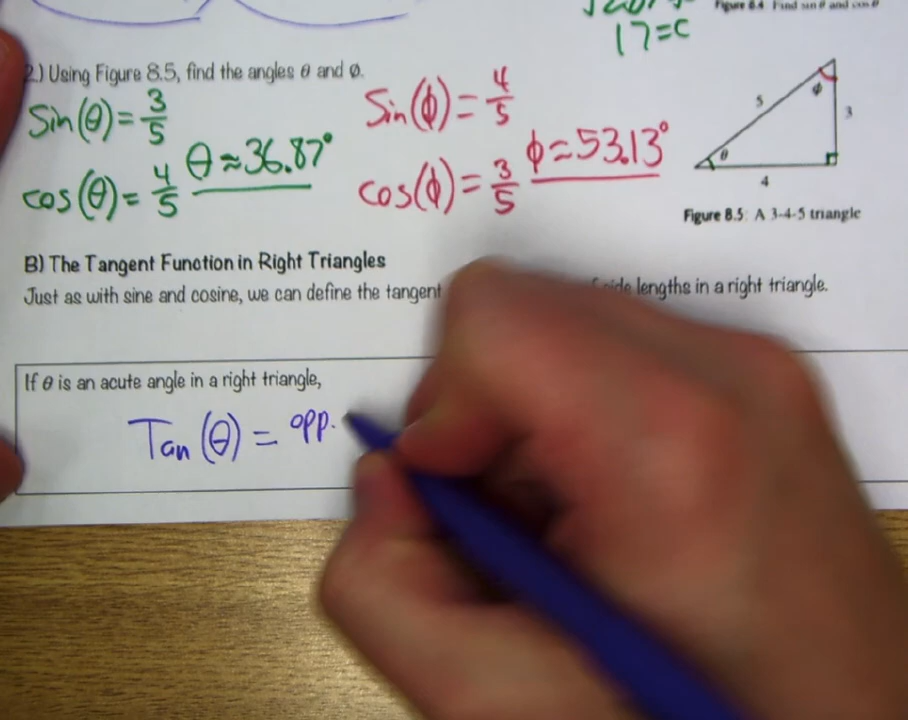 Figure 8.4 Find sin θ and cos θ
17=c
2.) Using Figure 8.5, find the angles θ and ø.
Sin(θ)= 3/5
cos(θ)= 4/5
θ≈36.87°
Sin(ϕ)= 4/5
cos(ϕ)= 3/5
ϕ≈53.13°
5
ϕ
3
θ
4
Figure 8.5: A 3-4-5 triangle
B) The Tangent Function in Right Triangles
Just as with sine and cosine, we can define the tangent side lengths in a right triangle.
If θ is an acute angle in a right triangle,
Tan(θ)= opp.